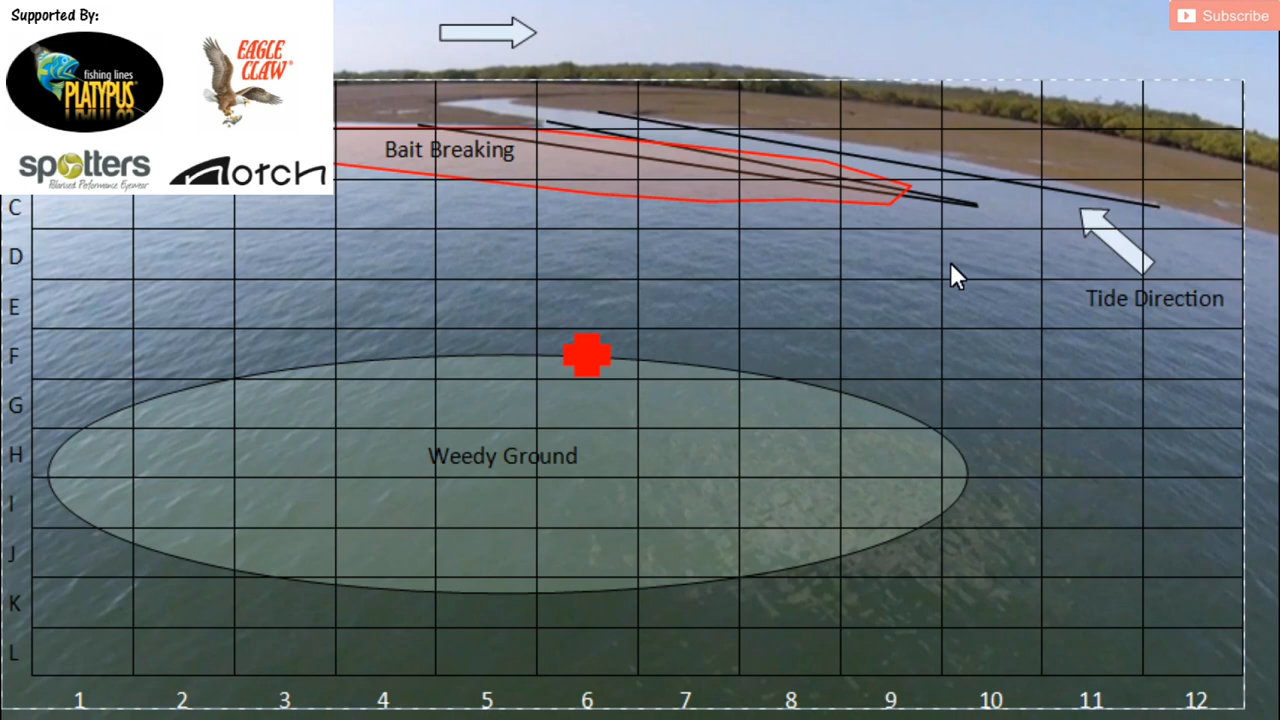 Supported By:
Subscribe
fishing lines
PLATYPUS
EAGLE
CLAW
spotters
Polarised Performance Eyewear
Torch
Bait Breaking
Tide Direction
Weedy Ground
C
D
E
F
G
H
I
J
K
L
1 2 3 4 5 6 7 8 9 10 11 12